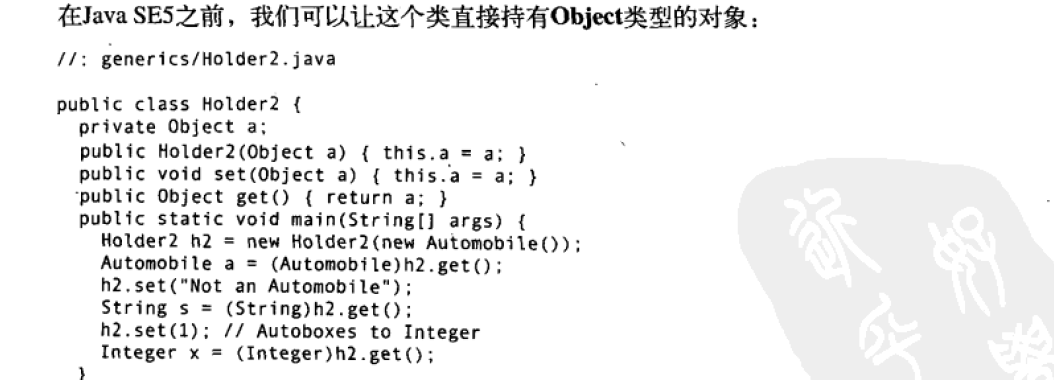 在Java SE5之前，我们可以让这个类直接持有Object类型的对象：
//: generics/Holder2.java
public class Holder2 {
private Object a;
public Holder2(Object a) { this.a = a; }
public void set(Object a) { this.a = a; }
public Object get() { return a; }
public static void main(String[] args) {
Holder2 h2 = new Holder2(new Automobile());
Automobile a = (Automobile)h2.get();
h2.set("Not an Automobile");
String s = (String)h2.get();
h2.set(1); // Autoboxes to Integer
Integer x = (Integer)h2.get();
}